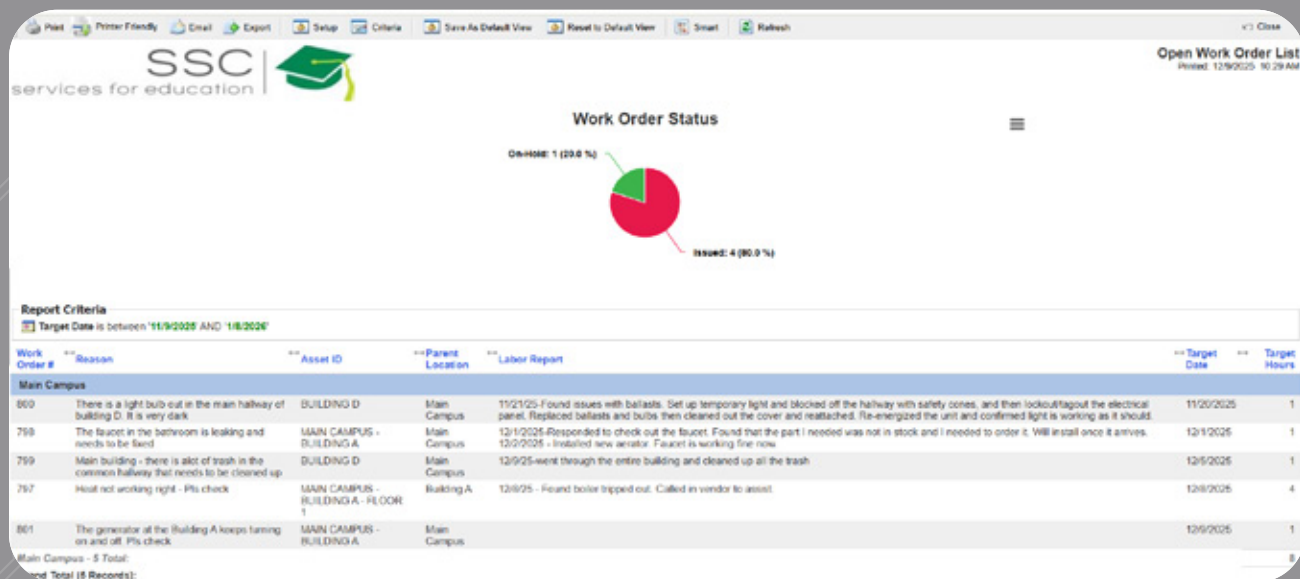 Print Printer Friendly Email Export Setup Criteria Save As Default View Reset to Default View Smart Refresh Close
SSC
services for education
Open Work Order List
Printed: 12/9/2025 10:29 AM
Work Order Status
On-Hold: 1 (20.0 %)
Issued: 4 (80.0 %)
Report Criteria
Target Date is between '11/9/2025' AND '1/8/2026'
Work Order # Reason Asset ID Parent Location Labor Report Target Date Target Hours
Main Campus
800 There is a light bulb out in the main hallway of building D. It is very dark BUILDING D Main Campus 11/21/25-Found issues with ballasts. Set up temporary light and blocked off the hallway with safety cones, and then lockout/tagout the electrical panel. Replaced ballasts and bulbs then cleaned out the cover and reattached. Re-energized the unit and confirmed light is working as it should. 11/20/2025 1
798 The faucet in the bathroom is leaking and needs to be fixed MAIN CAMPUS - BUILDING A Main Campus 12/1/2025-Responded to check out the faucet. Found that the part I needed was not in stock and I needed to order it. Will install once it arrives. 12/2/2025 - Installed new aerator. Faucet is working fine now. 12/1/2025 1
799 Main building - there is alot of trash in the common hallway that needs to be cleaned up BUILDING D Main Campus 12/9/25-went through the entire building and cleaned up all the trash 12/5/2025 1
797 Heat not working right - Pls check MAIN CAMPUS - BUILDING A - FLOOR 1 Building A 12/8/25 - Found boiler tripped out. Called in vendor to assist. 12/8/2025 4
801 The generator at the Building A keeps turning on and off. Pls check MAIN CAMPUS - BUILDING A Main Campus 12/9/2025 1
Main Campus - 5 Total: 8
Total (5 Records):